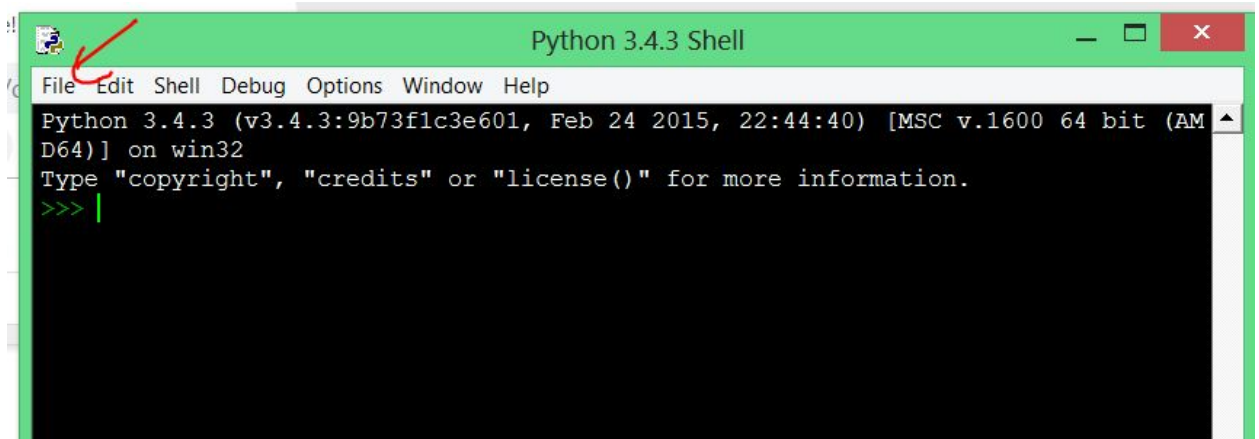 Python 3.4.3 Shell
File Edit Shell Debug Options Window Help
Python 3.4.3 (v3.4.3:9b73f1c3e601, Feb 24 2015, 22:44:40) [MSC v.1600 64 bit (AM
D64)] on win32
Type "copyright", "credits" or "license()" for more information.
>>>